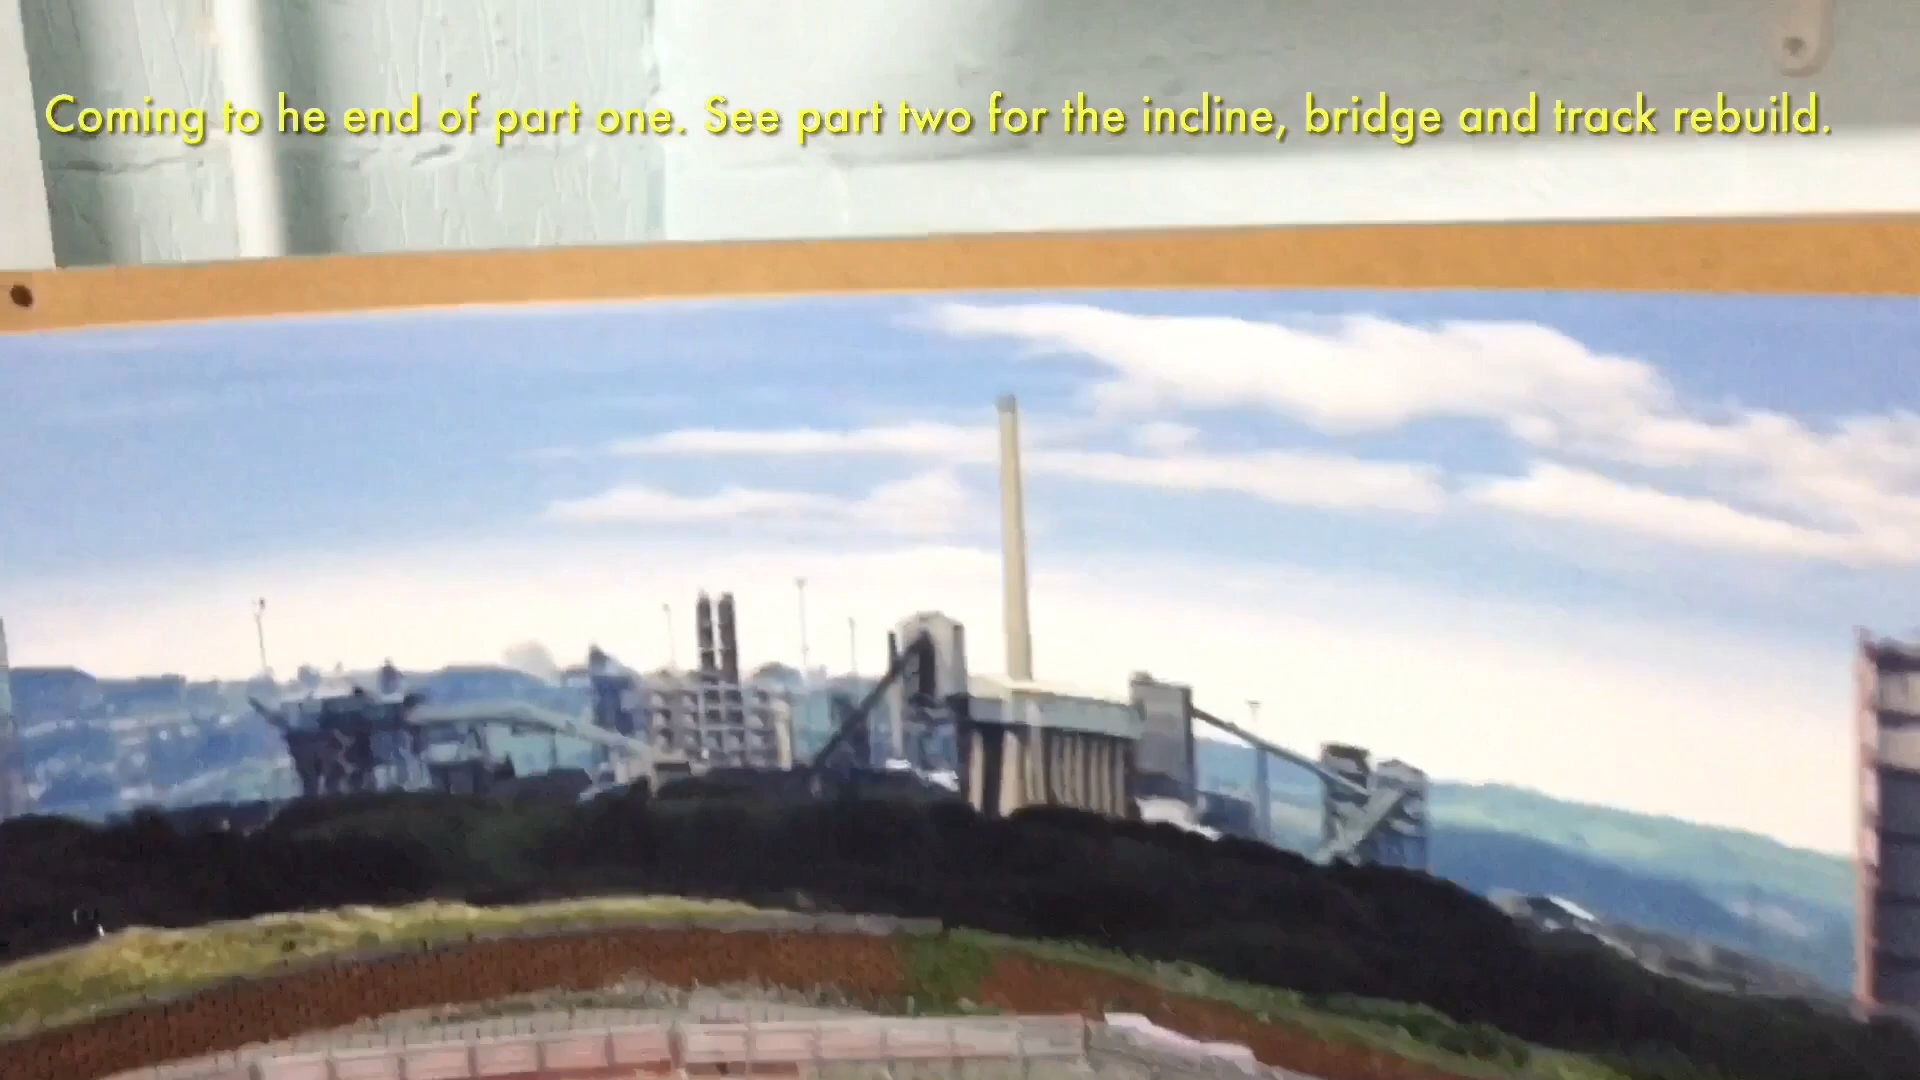 Coming to he end of part one. See part two for the incline, bridge and track rebuild.